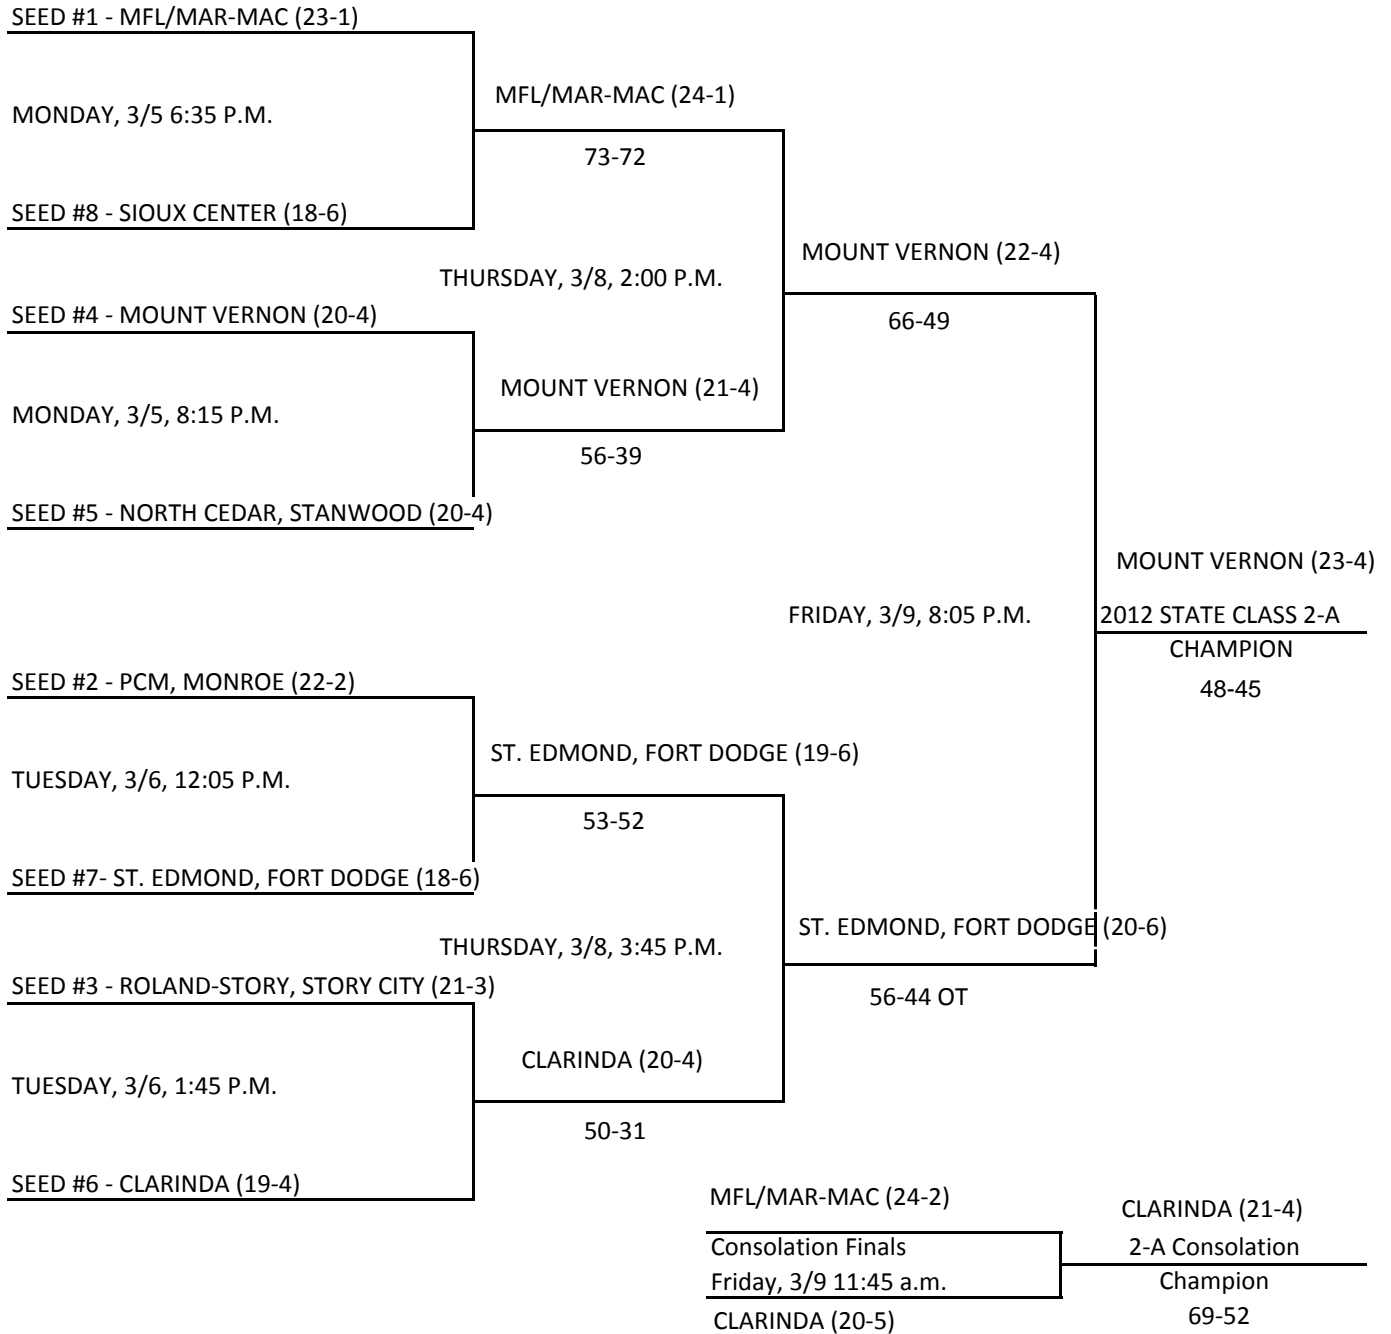 SEED #1 - MFL/MAR-MAC (23-1)
MONDAY, 3/5 6:35 P.M.
SEED #8 - SIOUX CENTER (18-6)
MFL/MAR-MAC (24-1)
73-72
THURSDAY, 3/8, 2:00 P.M.
SEED #4 - MOUNT VERNON (20-4)
MONDAY, 3/5, 8:15 P.M.
SEED #5 - NORTH CEDAR, STANWOOD (20-4)
MOUNT VERNON (21-4)
56-39
MOUNT VERNON (22-4)
66-49
SEED #2 - PCM, MONROE (22-2)
TUESDAY, 3/6, 12:05 P.M.
SEED #7- ST. EDMOND, FORT DODGE (18-6)
ST. EDMOND, FORT DODGE (19-6)
53-52
THURSDAY, 3/8, 3:45 P.M.
SEED #3 - ROLAND-STORY, STORY CITY (21-3)
TUESDAY, 3/6, 1:45 P.M.
SEED #6 - CLARINDA (19-4)
CLARINDA (20-4)
50-31
ST. EDMOND, FORT DODGE (20-6)
56-44 OT
FRIDAY, 3/9, 8:05 P.M.
MOUNT VERNON (23-4)
2012 STATE CLASS 2-A
CHAMPION
48-45
MFL/MAR-MAC (24-2)
Consolation Finals
Friday, 3/9 11:45 a.m.
CLARINDA (20-5)
CLARINDA (21-4)
2-A Consolation
Champion
69-52